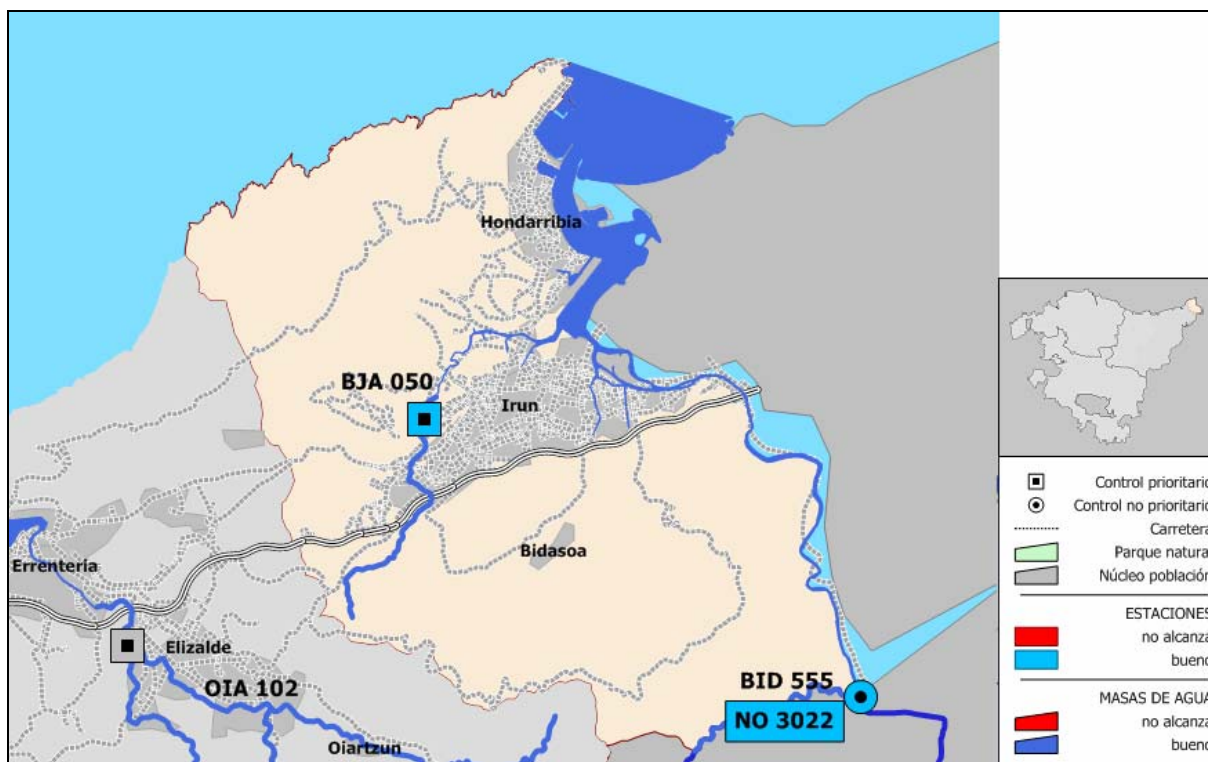 Hondarribia
BJA 050
Irun
Bidasoa
Errenteria
Elizalde
OIA 102
Oiartzun
BID 555
NO 3022
Control prioritario
Control no prioritario
Carretera
Parque natura
Núcleo población
ESTACIONES
no alcanza
bueno
MASAS DE AGUA
no alcanza
bueno